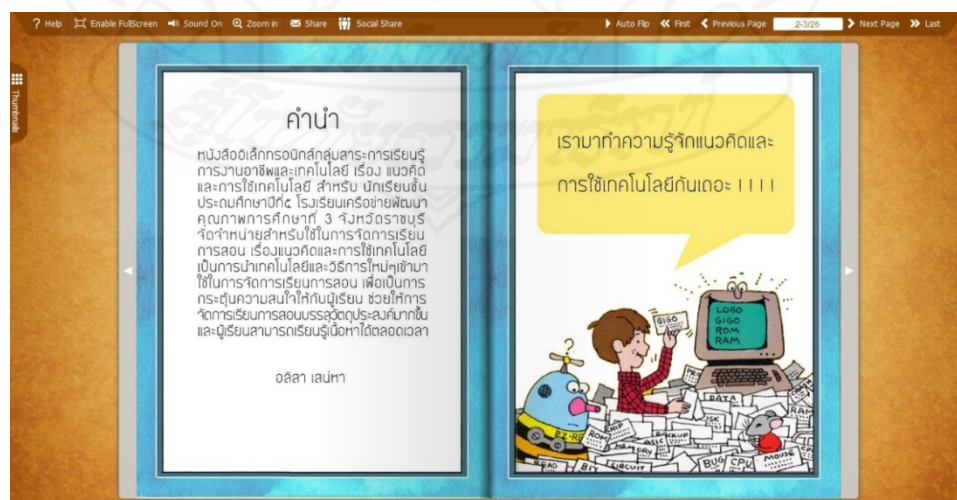 Help
Enable FullScreen
Sound On
Zoom in
Share
Social Share
Auto Flip
First
Previous Page
2-3/26
Next Page
Last
Thumbnails
คำนำ
หนังสืออิเล็กทรอนิกส์กลุ่มสาระการเรียนรู้
การงานอาชีพและเทคโนโลยี เรื่อง แนวคิด
และการใช้เทคโนโลยี สำหรับ นักเรียนชั้น
ประถมศึกษาปีที่๕ โรงเรียนเครือข่ายพัฒนา
คุณภาพการศึกษาที่ 3 จังหวัดราชบุรี
จัดจำหน่ายสำหรับใช้ในการจัดการเรียน
การสอน เรื่องแนวคิดและการใช้เทคโนโลยี
เป็นการนำเทคโนโลยีและวิธีการใหม่ๆเข้ามา
ใช้ในการจัดการเรียนการสอน เพื่อเป็นการ
กระตุ้นความสนใจให้กับผู้เรียน ช่วยให้การ
จัดการเรียนการสอนบรรลุวัตถุประสงค์มากขึ้น
และผู้เรียนสามารถเรียนรู้เนื้อหาได้ตลอดเวลา
อลิสา เสน่หา
เรามาทำความรู้จักแนวคิดและ
การใช้เทคโนโลยีกันเถอะ ! ! ! !
GIGO
LOGO
GIGO
ROM
RAM
DATA
RAM
CHIP
ROM
BASIC
BACKUP
READ
BIT
CIRCUIT
BUG
CPU
MOUSE